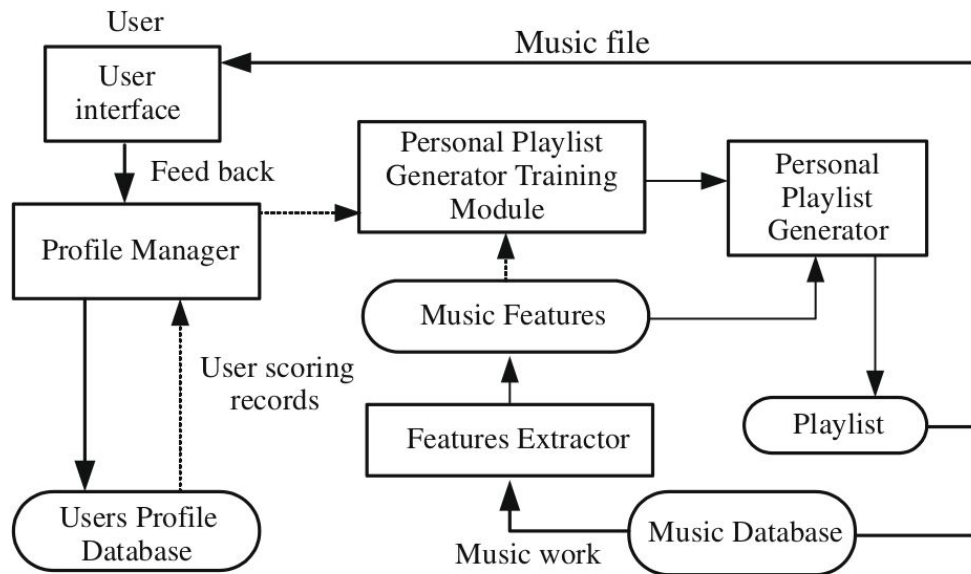 User
Music file
User
interface
Feed back
Personal Playlist
Generator Training
Module
Personal
Playlist
Generator
Profile Manager
Music Features
User scoring
records
Features Extractor
Playlist
Users Profile
Database
Music work
Music Database